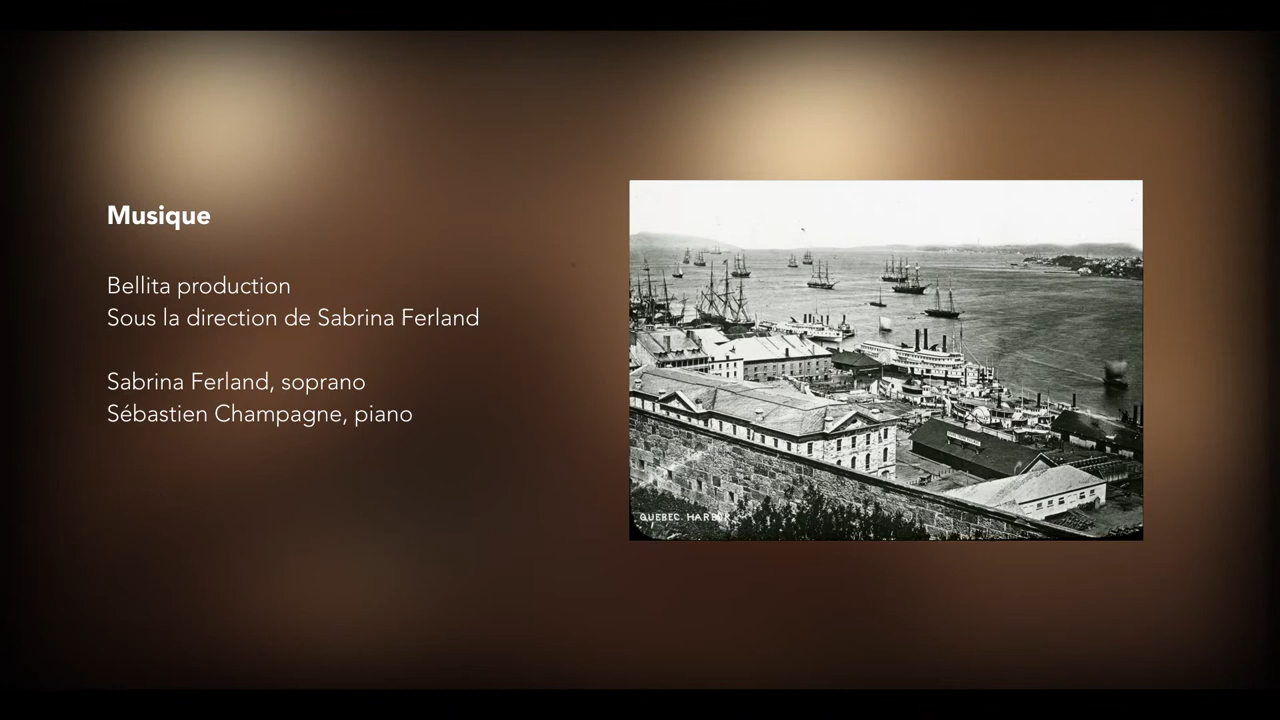 Musique
Bellita production
Sous la direction de Sabrina Ferland
Sabrina Ferland, soprano
Sébastien Champagne, piano
QUEBEC HARBOR